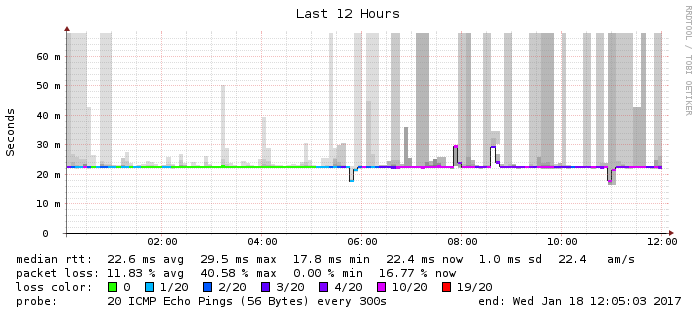 Last 12 Hours
RRDTOOL / TOBI OETIKER
Seconds
60 m
50 m
40 m
30 m
20 m
10 m
0
02:00 04:00 06:00 08:00 10:00 12:00
median rtt: 22.6 ms avg 29.5 ms max 17.8 ms min 22.4 ms now 1.0 ms sd 22.4 am/s
packet loss: 11.83 % avg 40.58 % max 0.00 % min 16.77 % now
loss color: 0 1/20 2/20 3/20 4/20 10/20 19/20
probe: 20 ICMP Echo Pings (56 Bytes) every 300s end: Wed Jan 18 12:05:03 2017